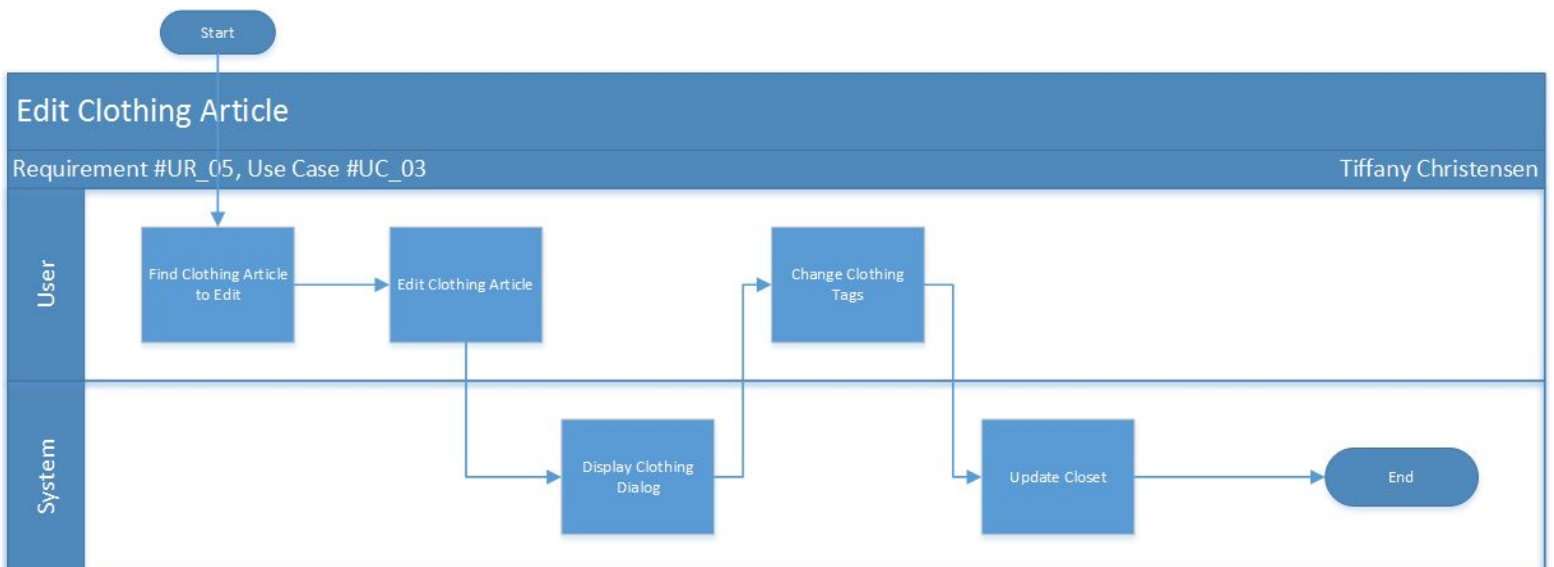 Start
Edit Clothing Article
Requirement #UR_05, Use Case #UC_03
Tiffany Christensen
User
Find Clothing Article
to Edit
Edit Clothing Article
Change Clothing
Tags
System
Display Clothing
Dialog
Update Closet
End